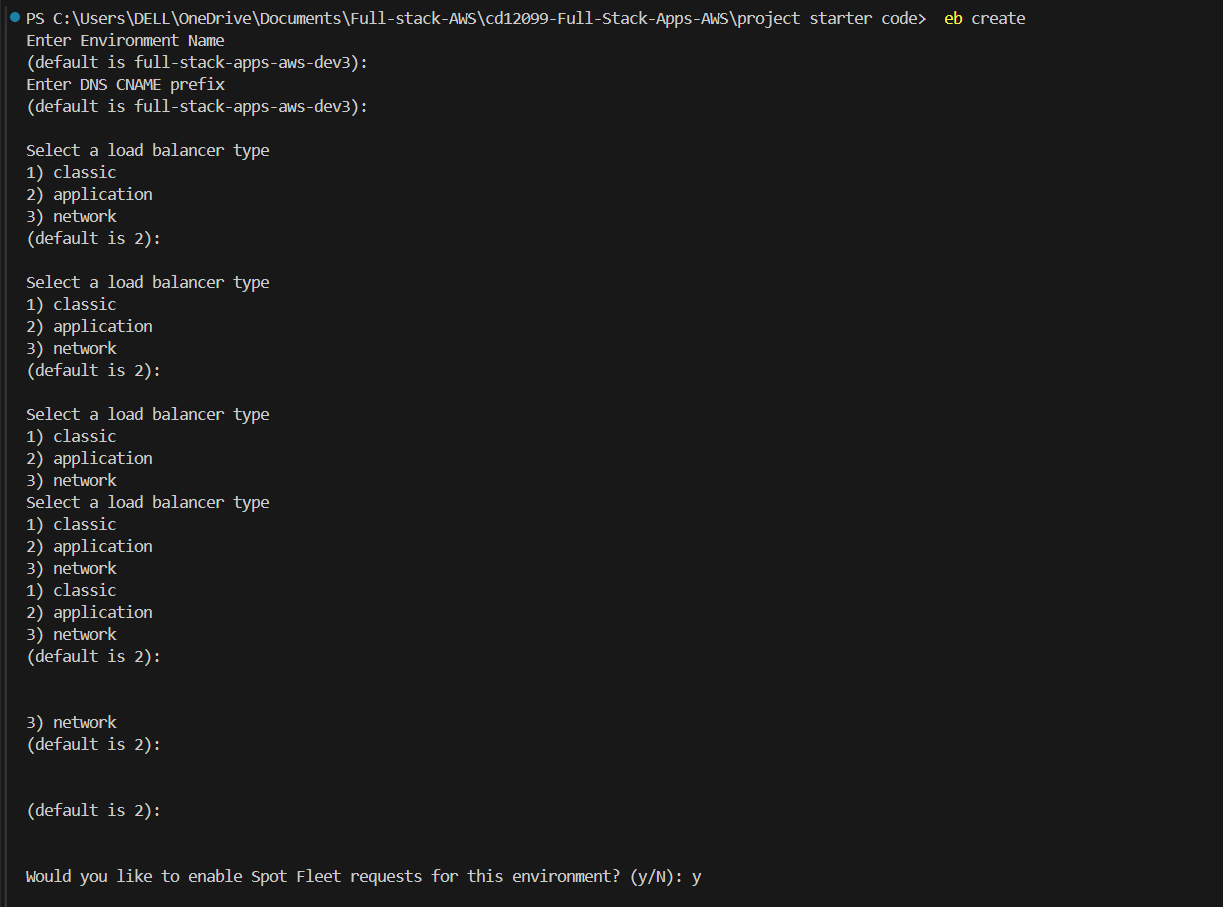 PS C:\Users\DELL\OneDrive\Documents\Full-stack-AWS\cd12099-Full-Stack-Apps-AWS\project starter code>  eb create
Enter Environment Name
(default is full-stack-apps-aws-dev3):
Enter DNS CNAME prefix
(default is full-stack-apps-aws-dev3):
Select a load balancer type
1) classic
2) application
3) network
(default is 2):
Select a load balancer type
1) classic
2) application
3) network
(default is 2):
Select a load balancer type
1) classic
2) application
3) network
Select a load balancer type
1) classic
2) application
3) network
1) classic
2) application
3) network
(default is 2):
3) network
(default is 2):
(default is 2):
Would you like to enable Spot Fleet requests for this environment? (y/N): y